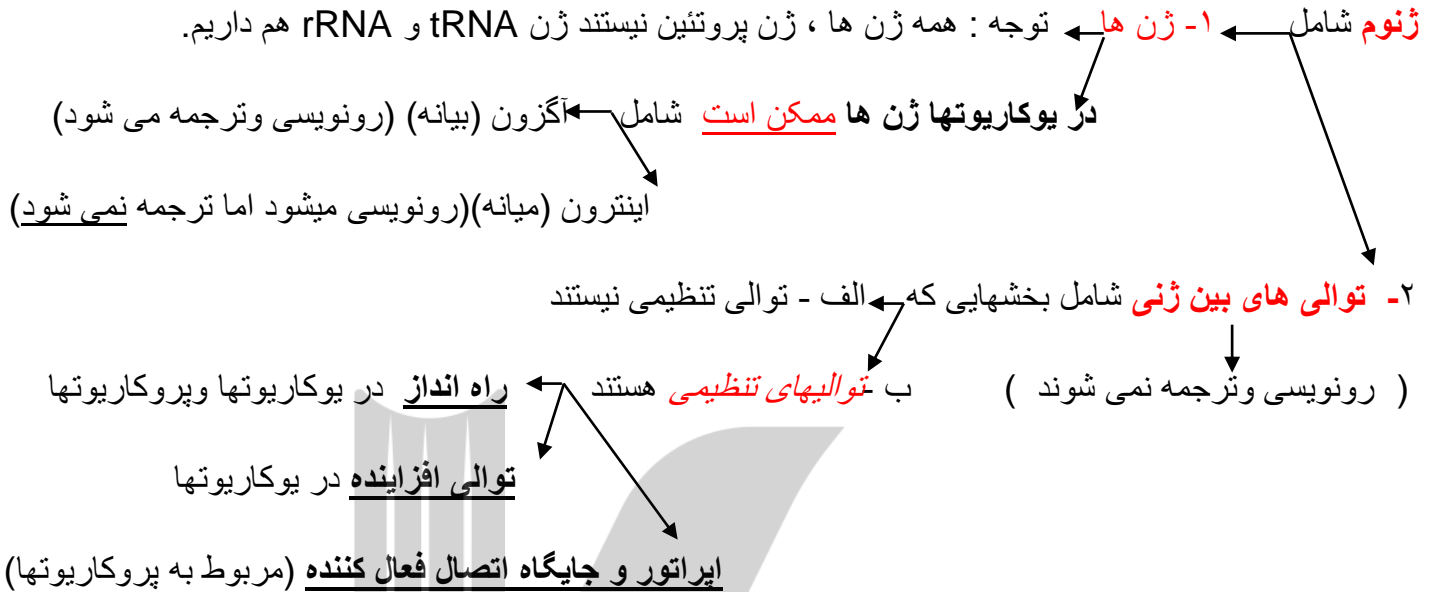 ژنوم شامل ۱- ژن ها توجه : همه ژن ها ، ژن پروتئین نیستند ژن tRNA و rRNA هم داریم.
در یوکاریوتها ژن ها ممکن است شامل آگزون (بیانه) (رونویسی وترجمه می شود)
اینترون (میانه)(رونویسی میشود اما ترجمه نمی شود)
۲- توالی های بین ژنی شامل بخشهایی که الف - توالی تنظیمی نیستند
( رونویسی وترجمه نمی شوند ) ب -توالیهای تنظیمی هستند راه انداز در یوکاریوتها وپروکاریوتها
توالی افزاینده در یوکاریوتها
اپراتور و جایگاه اتصال فعال کننده (مربوط به پروکاریوتها)